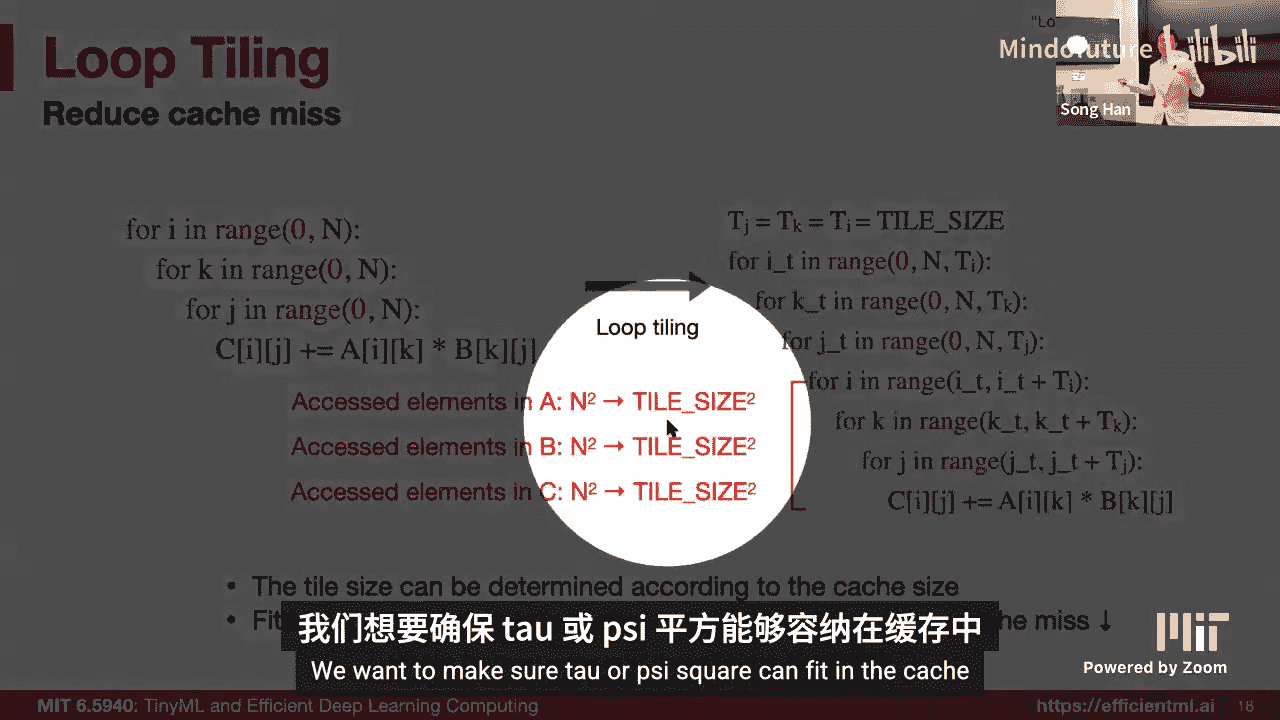 Loop Tiling
Reduce cache miss
"Lo
Mindofuture bilibili
Song Han
for i in range(0, N):
for k in range(0, N):
for j in range(0, N):
C[i][j] += A[i][k] * B[k][j]
Loop tiling
Accessed elements in A: N² → TILE_SIZE²
Accessed elements in B: N² → TILE_SIZE²
Accessed elements in C: N² → TILE_SIZE²
Tⱼ = Tₖ = Tᵢ = TILE_SIZE
for i_t in range(0, N, Tᵢ):
for k_t in range(0, N, Tₖ):
for j_t in range(0, N, Tⱼ):
for i in range(i_t, i_t + Tᵢ):
for k in range(k_t, k_t + Tₖ):
for j in range(j_t, j_t + Tⱼ):
C[i][j] += A[i][k] * B[k][j]
• The tile size can be determined according to the cache size
• Fit he miss ↓
我们想要确保 tau 或 psi 平方能够容纳在缓存中
We want to make sure tau or psi square can fit in the cache
MIT
Powered by Zoom
MIT 6.5940: TinyML and Efficient Deep Learning Computing
https://efficientml.ai
18